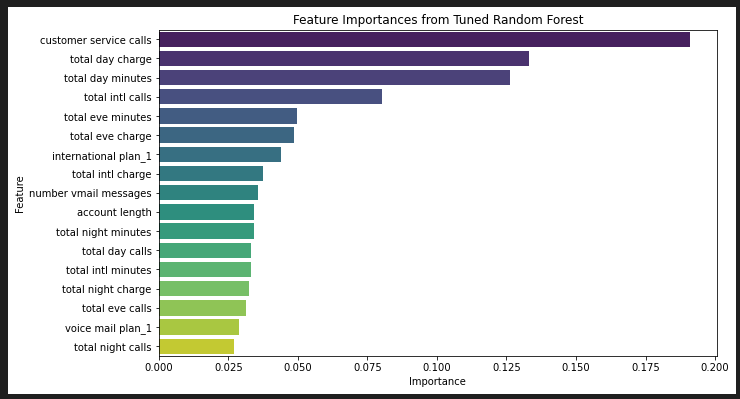 Feature Importances from Tuned Random Forest
customer service calls
total day charge
total day minutes
total intl calls
total eve minutes
total eve charge
international plan_1
total intl charge
number vmail messages
account length
total night minutes
total day calls
total intl minutes
total night charge
total eve calls
voice mail plan_1
total night calls
Feature
0.000 0.025 0.050 0.075 0.100 0.125 0.150 0.175 0.200
Importance